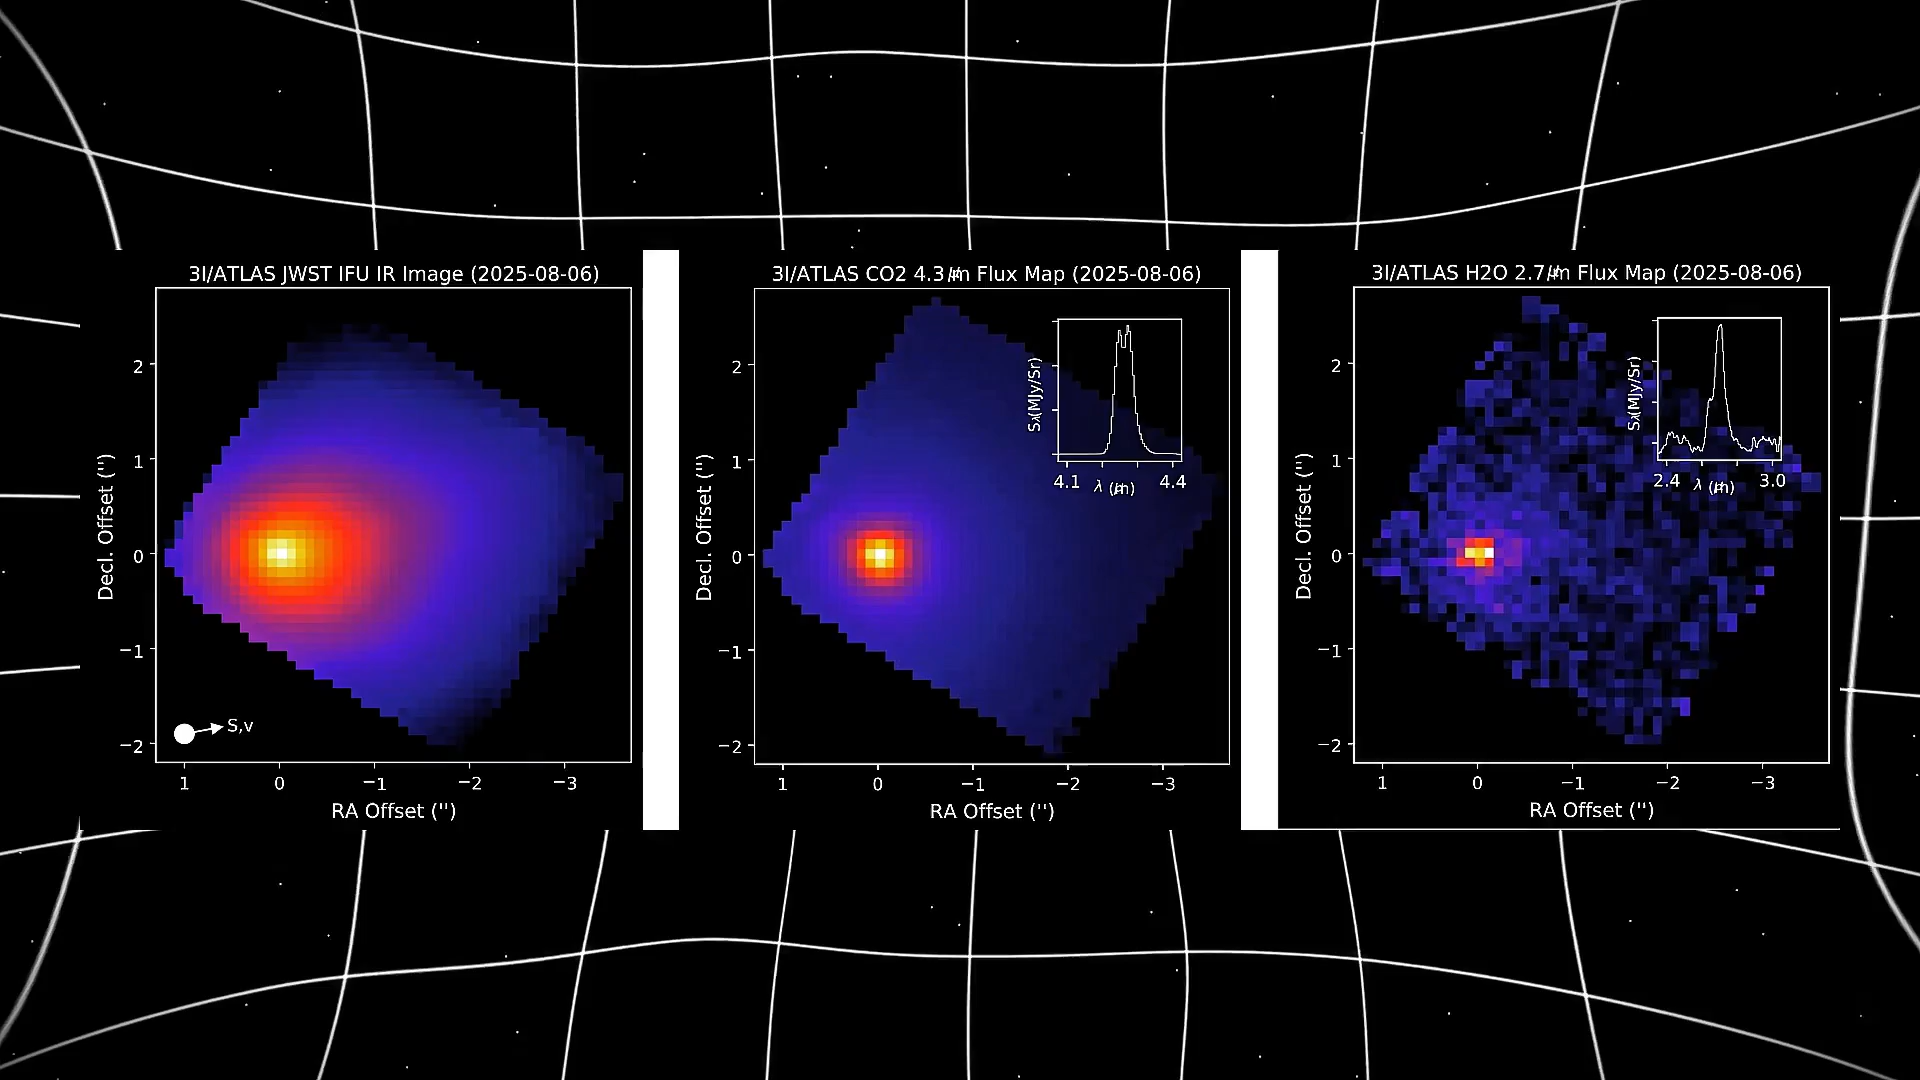 3I/ATLAS JWST IFU IR Image (2025-08-06)
Decl. Offset ('')
2
1
0
−1
−2
S,v
1 0 −1 −2 −3
RA Offset ('')
3I/ATLAS CO2 4.3μm Flux Map (2025-08-06)
Decl. Offset ('')
2
1
0
−1
−2
Sλ(MJy/Sr)
4.1 4.4
λ (μm)
1 0 −1 −2 −3
RA Offset ('')
3I/ATLAS H2O 2.7μm Flux Map (2025-08-06)
Decl. Offset ('')
2
1
0
−1
−2
Sλ(MJy/Sr)
2.4 3.0
λ (μm)
1 0 −1 −2 −3
RA Offset ('')